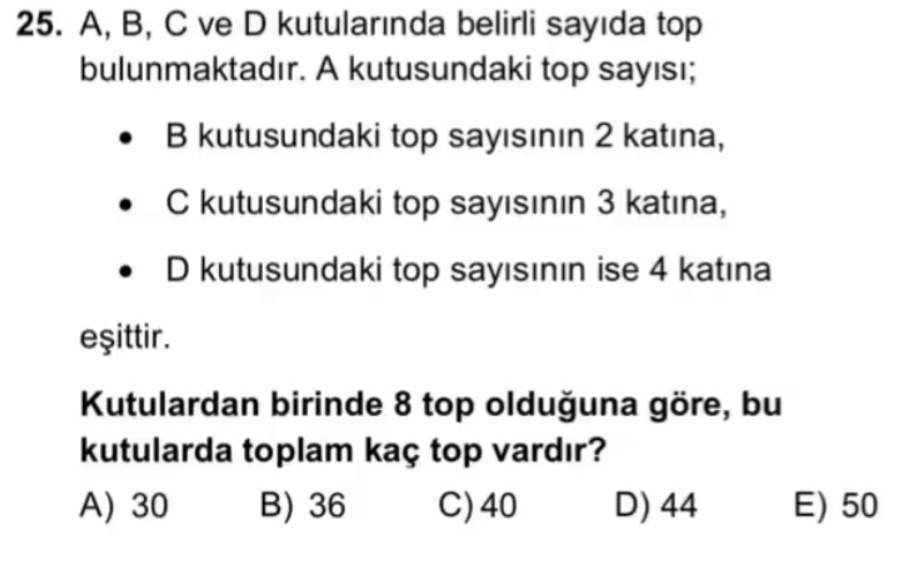 25. A, B, C ve D kutularında belirli sayıda top
bulunmaktadır. A kutusundaki top sayısı;
• B kutusundaki top sayısının 2 katına,
• C kutusundaki top sayısının 3 katına,
• D kutusundaki top sayısının ise 4 katına
eşittir.
Kutulardan birinde 8 top olduğuna göre, bu
kutularda toplam kaç top vardır?
A) 30 B) 36 C) 40 D) 44 E) 50